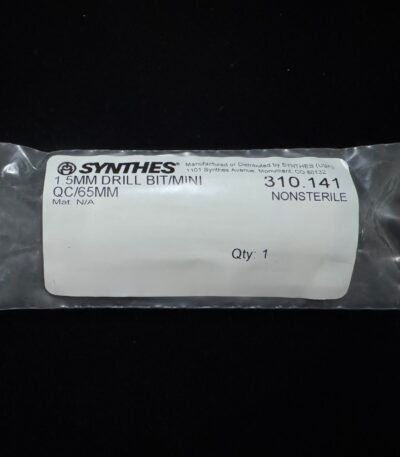 SYNTHES® Manufactured or Distributed by SYNTHES (USA)
1101 Synthes Avenue, Monument, CO 80132
1.5MM DRILL BIT/MINI 310.141
QC/65MM NONSTERILE
Mat: N/A
Qty: 1